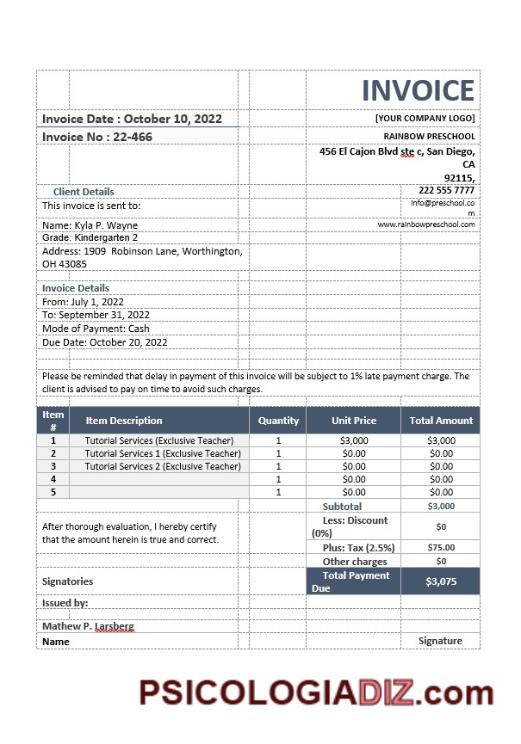 INVOICE
Invoice Date : October 10, 2022
[YOUR COMPANY LOGO]
Invoice No : 22-466
RAINBOW PRESCHOOL
456 El Cajon Blvd ste c, San Diego,
CA
92115,
Client Details
222 555 7777
This invoice is sent to:
info@preschool.co
m
Name: Kyla P. Wayne
www.rainbowpreschool.com
Grade: Kindergarten 2
Address: 1909 Robinson Lane, Worthington,
OH 43085
Invoice Details
From: July 1, 2022
To: September 31, 2022
Mode of Payment: Cash
Due Date: October 20, 2022
Please be reminded that delay in payment of this invoice will be subject to 1% late payment charge. The
client is advised to pay on time to avoid such charges.
Item # Item Description Quantity Unit Price Total Amount
1 Tutorial Services (Exclusive Teacher) 1 $3,000 $3,000
2 Tutorial Services 1 (Exclusive Teacher) 1 $0.00 $0.00
3 Tutorial Services 2 (Exclusive Teacher) 1 $0.00 $0.00
4 1 $0.00 $0.00
5 1 $0.00 $0.00
Subtotal $3,000
After thorough evaluation, I hereby certify
that the amount herein is true and correct.
Less: Discount
(0%) $0
Plus: Tax (2.5%) $75.00
Other charges $0
Signatories
Total Payment
Due $3,075
Issued by:
Mathew P. Larsberg
Name Signature
PSICOLOGIADIZ.com